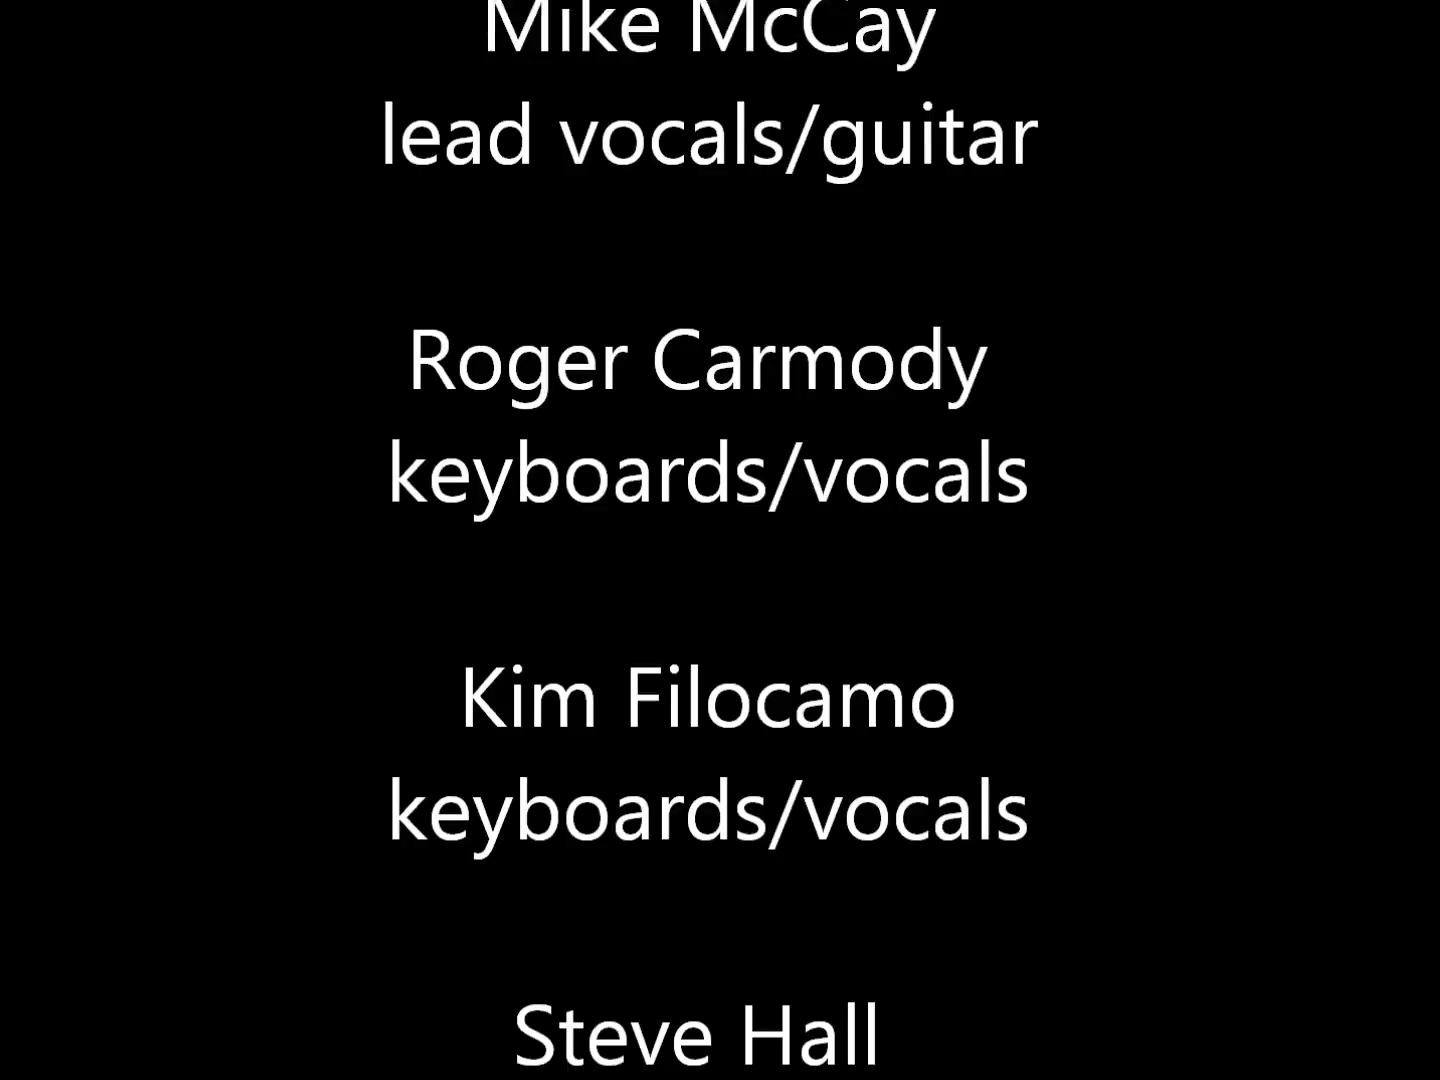 Mike McCay
lead vocals/guitar
Roger Carmody
keyboards/vocals
Kim Filocamo
keyboards/vocals
Steve Hall